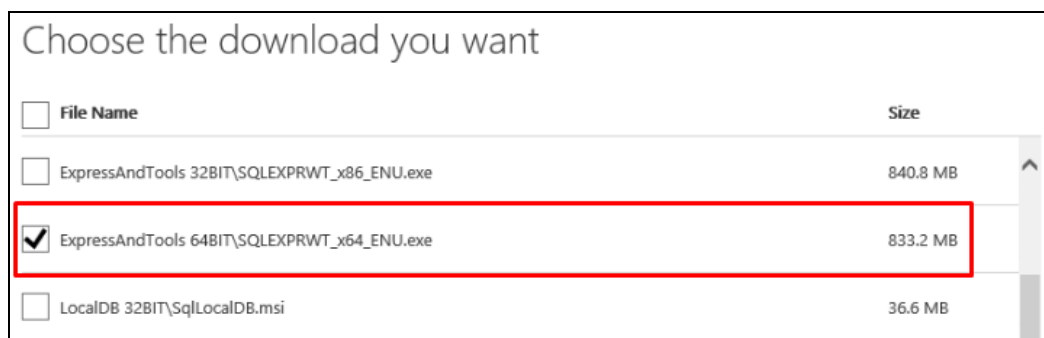 Choose the download you want
File Name Size
ExpressAndTools 32BIT\SQLEXPRWT_x86_ENU.exe 840.8 MB
ExpressAndTools 64BIT\SQLEXPRWT_x64_ENU.exe 833.2 MB
LocalDB 32BIT\SqlLocalDB.msi 36.6 MB